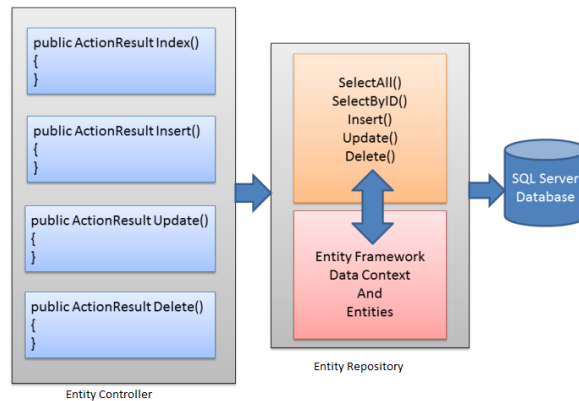 public ActionResult Index()
{
}
public ActionResult Insert()
{
}
public ActionResult Update()
{
}
public ActionResult Delete()
{
}
Entity Controller
SelectAll()
SelectByID()
Insert()
Update()
Delete()
Entity Framework
Data Context
And
Entities
Entity Repository
SQL Server
Database